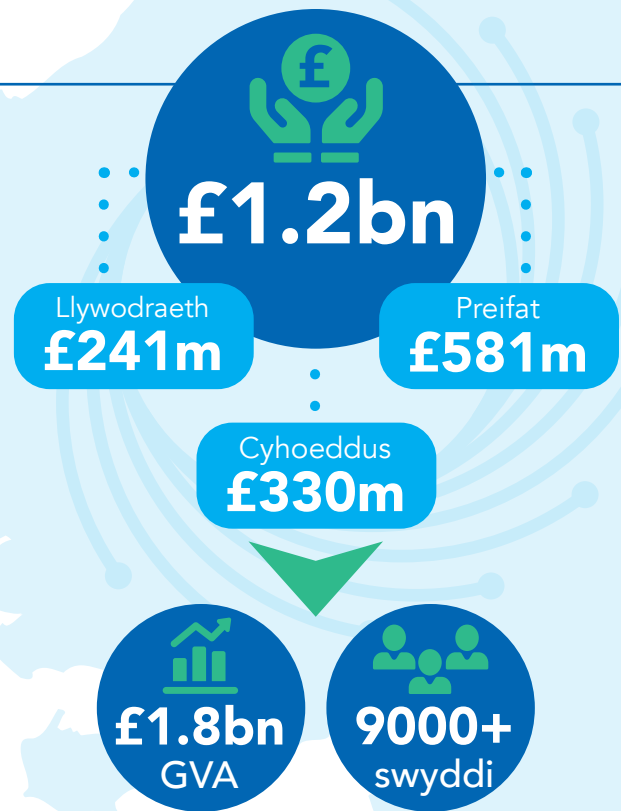 £
£1.2bn
Llywodraeth
£241m
Preifat
£581m
Cyhoeddus
£330m
£1.8bn
GVA
9000+
swyddi